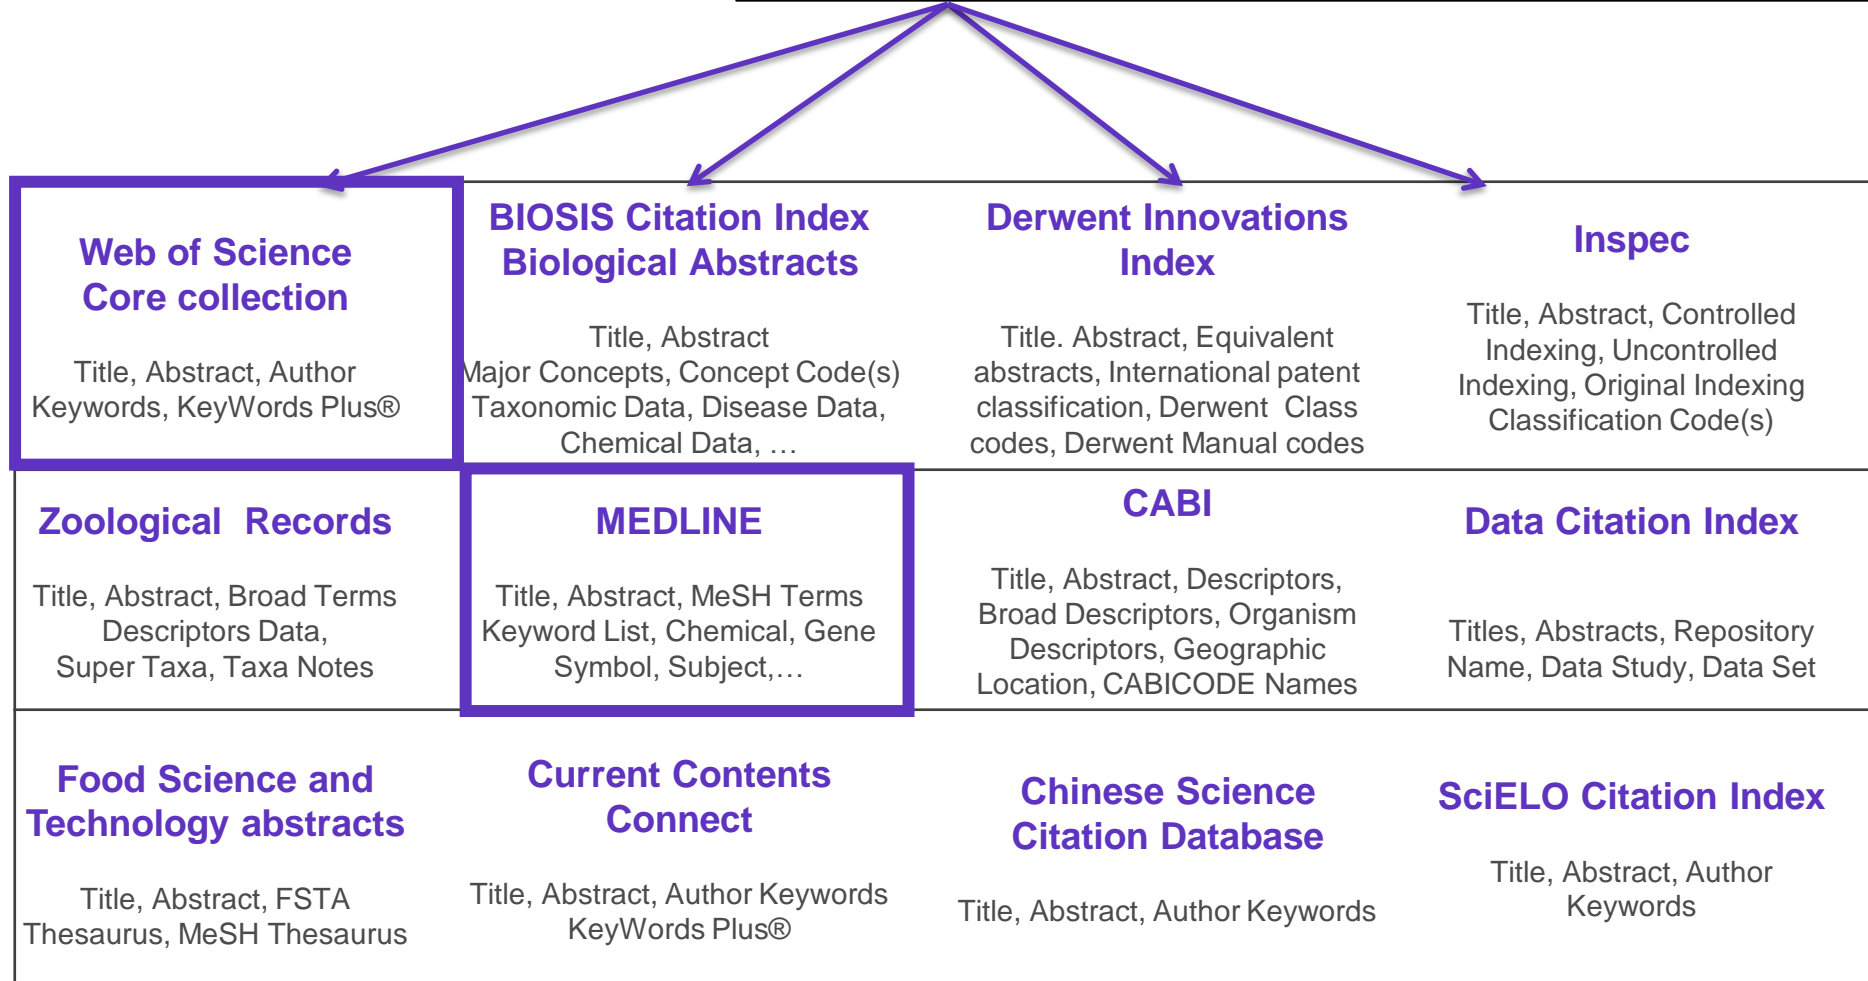 Web of Science
Core collection
Title, Abstract, Author
Keywords, KeyWords Plus®
BIOSIS Citation Index
Biological Abstracts
Title, Abstract
Major Concepts, Concept Code(s)
Taxonomic Data, Disease Data,
Chemical Data, …
Derwent Innovations
Index
Title. Abstract, Equivalent
abstracts, International patent
classification, Derwent Class
codes, Derwent Manual codes
Inspec
Title, Abstract, Controlled
Indexing, Uncontrolled
Indexing, Original Indexing
Classification Code(s)
Zoological Records
Title, Abstract, Broad Terms
Descriptors Data,
Super Taxa, Taxa Notes
MEDLINE
Title, Abstract, MeSH Terms
Keyword List, Chemical, Gene
Symbol, Subject,…
CABI
Title, Abstract, Descriptors,
Broad Descriptors, Organism
Descriptors, Geographic
Location, CABICODE Names
Data Citation Index
Titles, Abstracts, Repository
Name, Data Study, Data Set
Food Science and
Technology abstracts
Title, Abstract, FSTA
Thesaurus, MeSH Thesaurus
Current Contents
Connect
Title, Abstract, Author Keywords
KeyWords Plus®
Chinese Science
Citation Database
Title, Abstract, Author Keywords
SciELO Citation Index
Title, Abstract, Author
Keywords